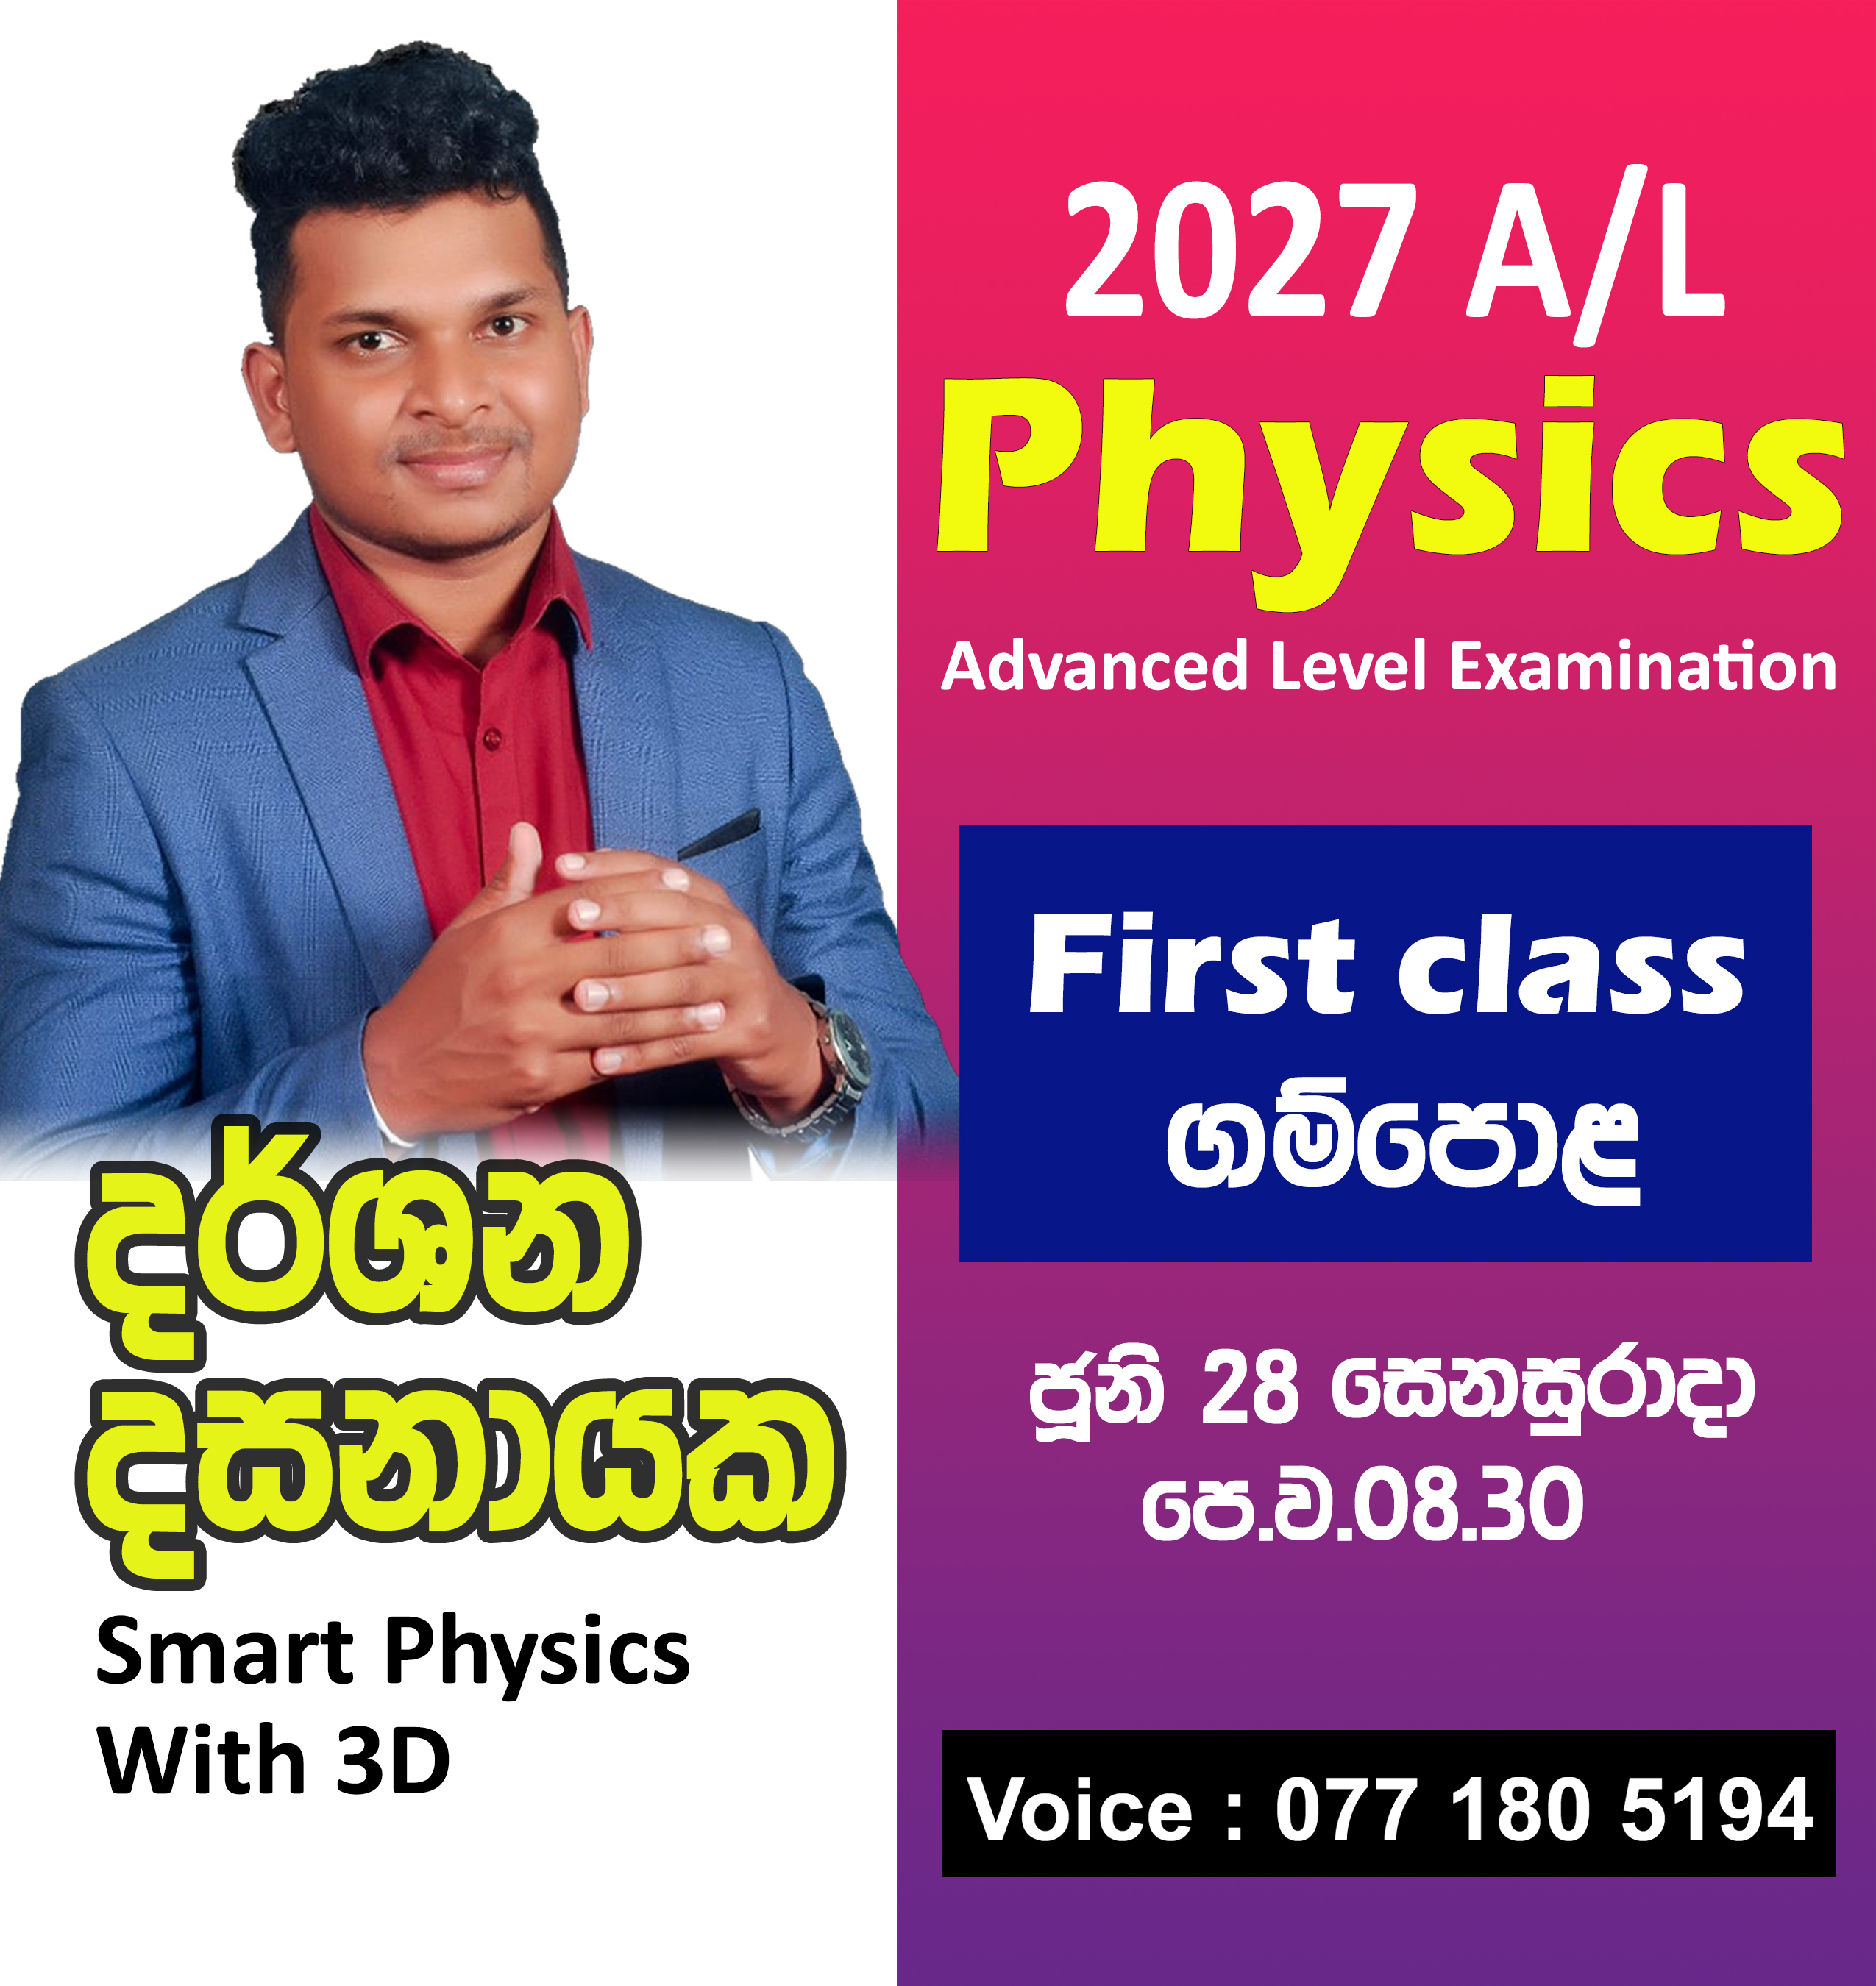 2027 A/L
Physics
Advanced Level Examination
First class
ගම්පොළ
ජූනි 28 සෙනසුරාදා
පෙ.ව.08.30
Voice : 077 180 5194
දර්ශන
දසනායක
Smart Physics
With 3D